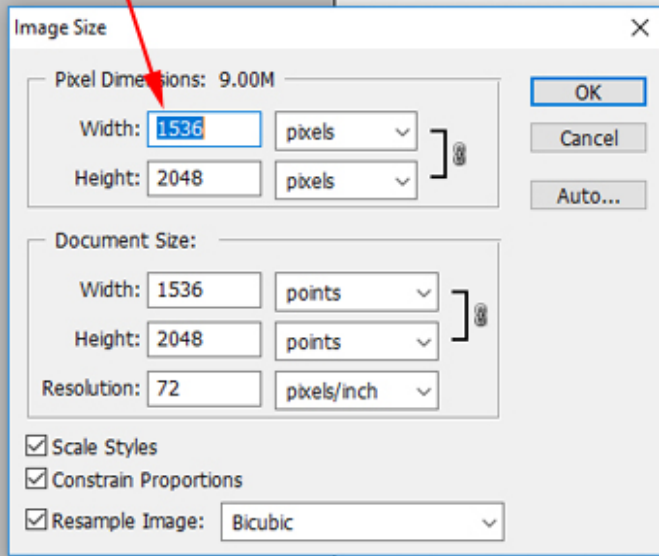 Image Size
Pixel Dimensions: 9.00M
Width: 1536 pixels
Height: 2048 pixels
OK
Cancel
Auto...
Document Size:
Width: 1536 points
Height: 2048 points
Resolution: 72 pixels/inch
Scale Styles
Constrain Proportions
Resample Image: Bicubic